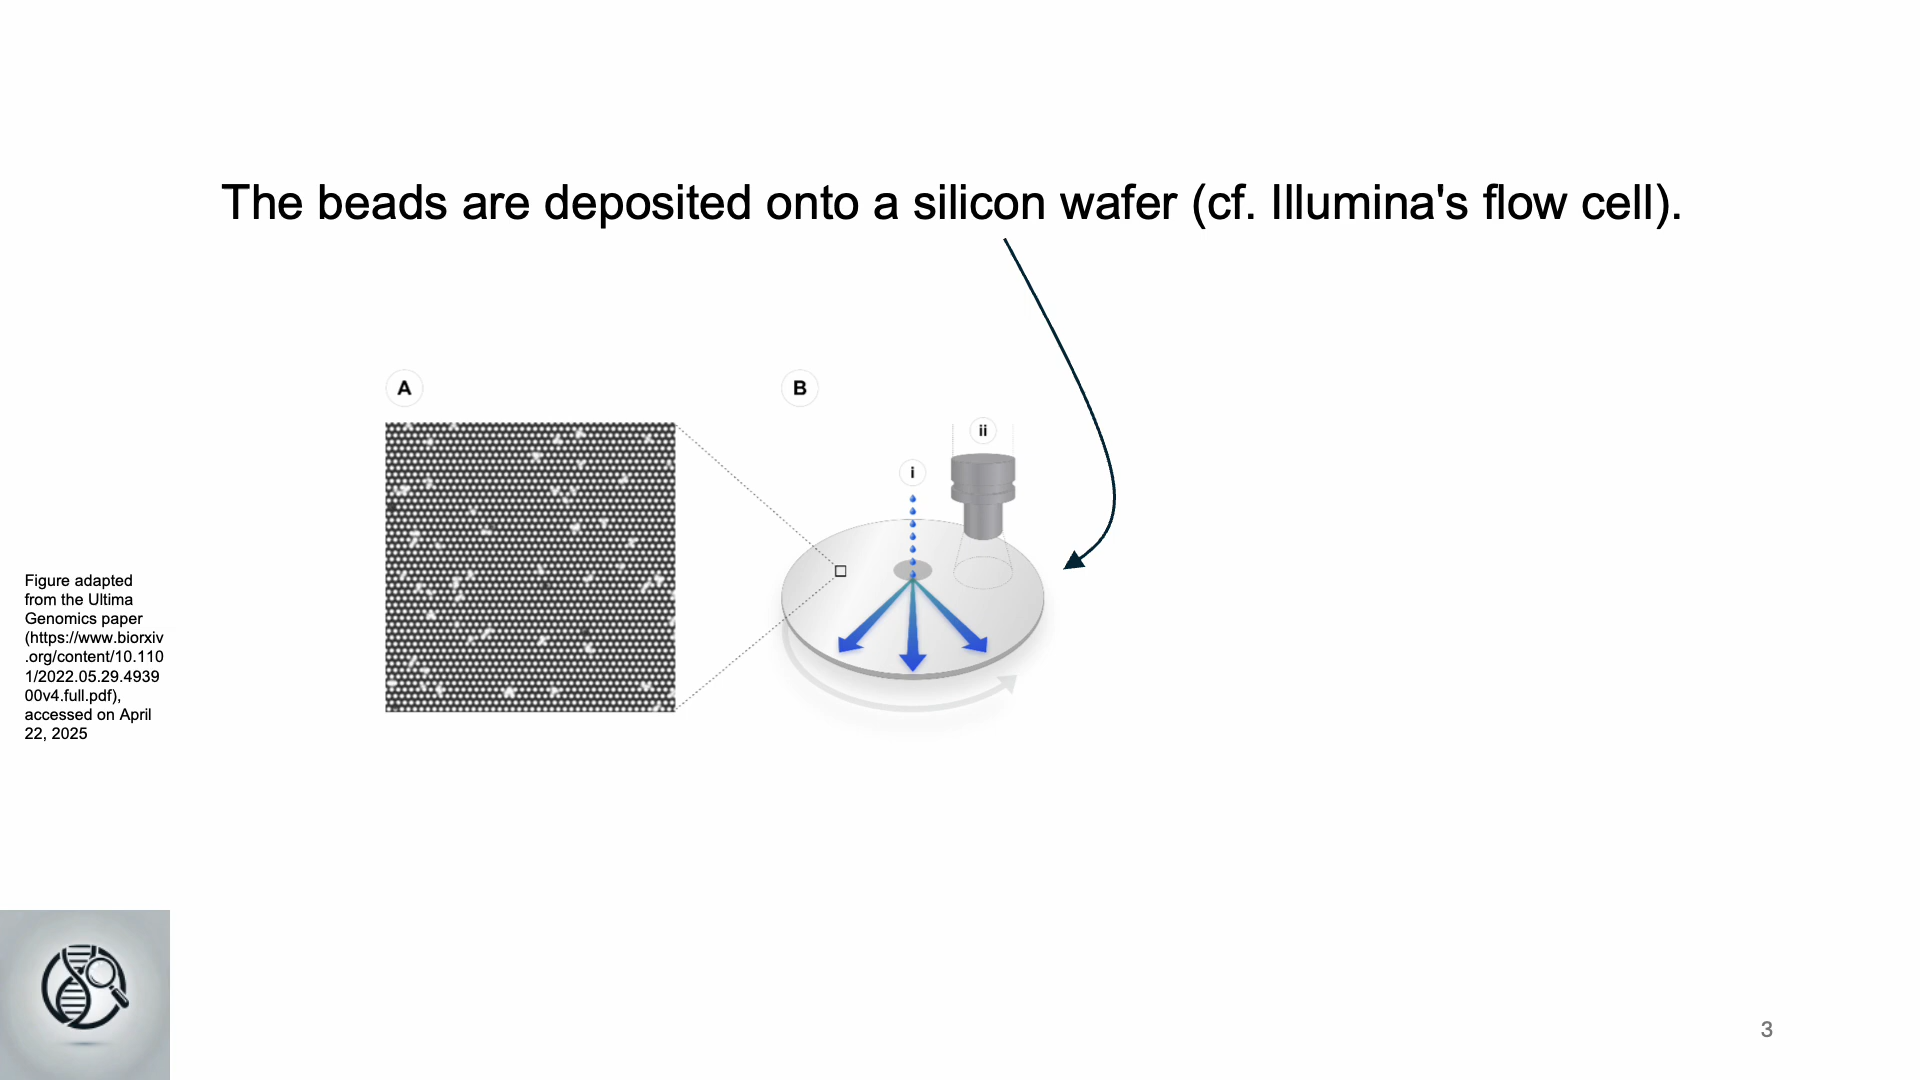 The beads are deposited onto a silicon wafer (cf. Illumina's flow cell).
A
B
ii
i
Figure adapted
from the Ultima
Genomics paper
(https://www.biorxiv
.org/content/10.110
1/2022.05.29.4939
00v4.full.pdf),
accessed on April
22, 2025
3